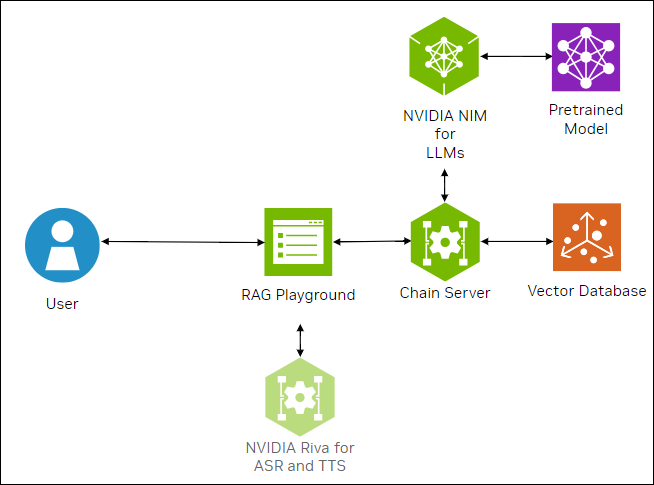 NVIDIA NIM
for
LLMs
Pretrained
Model
User
RAG Playground
Chain Server
Vector Database
NVIDIA Riva for
ASR and TTS